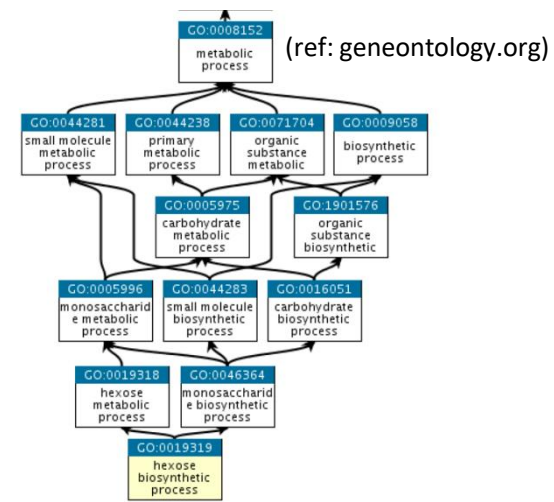 GO:0008152
metabolic
process
(ref: geneontology.org)
GO:0044281
small molecule
metabolic
process
GO:0044238
primary
metabolic
process
GO:0071704
organic
substance
metabolic
GO:0009058
biosynthetic
process
GO:0005975
carbohydrate
metabolic
process
GO:1901576
organic
substance
biosynthetic
GO:0005996
monosaccharid
e metabolic
process
GO:0044283
small molecule
biosynthetic
process
GO:0016051
carbohydrate
biosynthetic
process
GO:0019318
hexose
metabolic
process
GO:0046364
monosaccharid
e biosynthetic
process
GO:0019319
hexose
biosynthetic
process